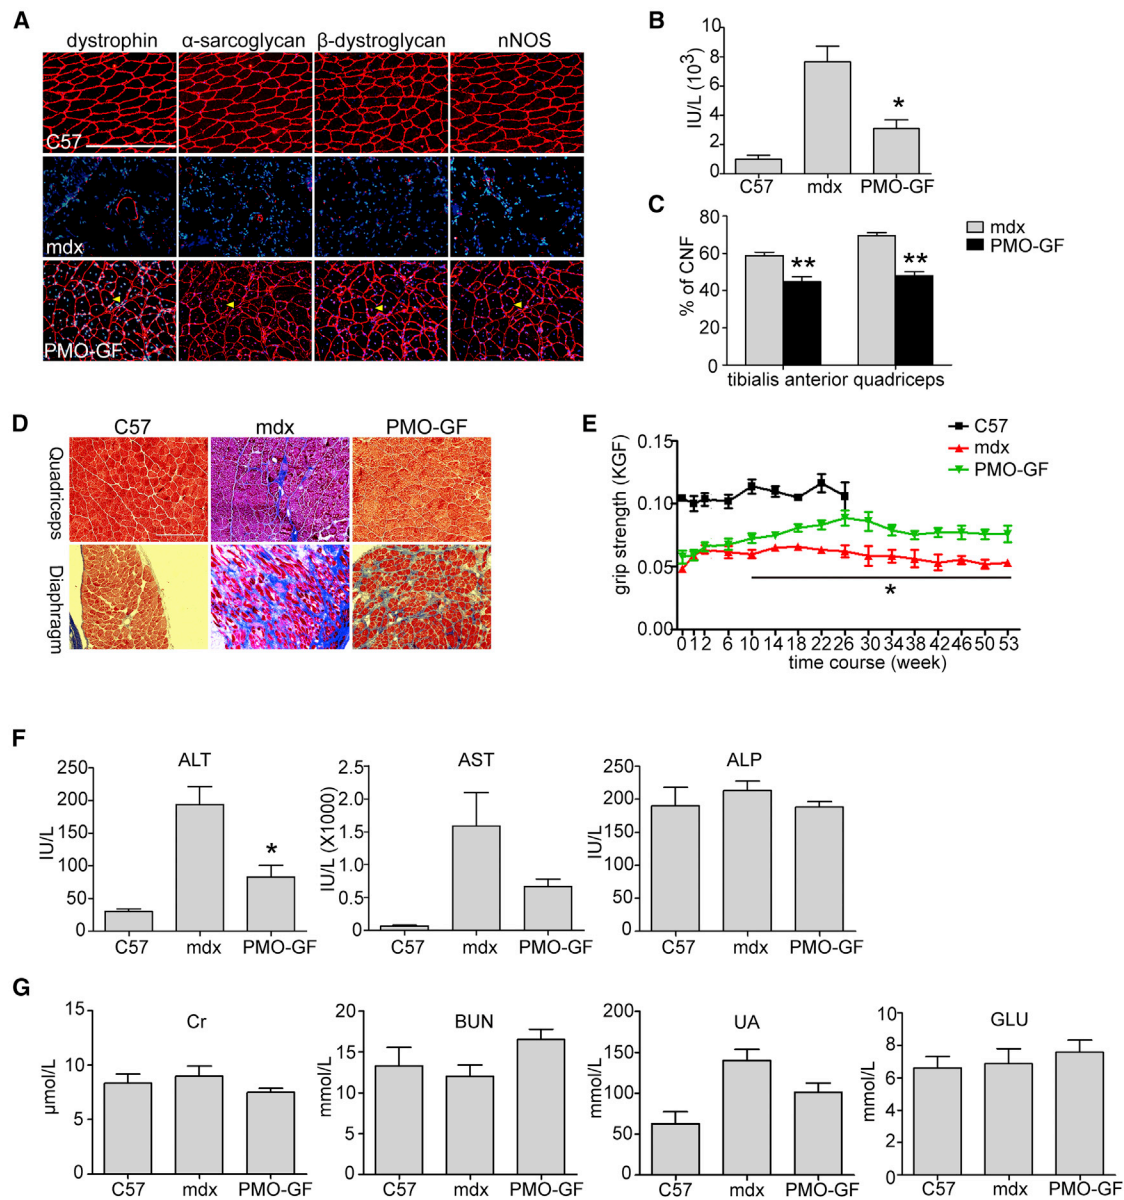 A
dystrophin α-sarcoglycan β-dystroglycan nNOS
C57
mdx
PMO-GF
B
IU/L (10³)
10
8
6
4
2
0
*
C57 mdx PMO-GF
C
% of CNF
80
60
40
20
0
** **
mdx
PMO-GF
tibialis anterior quadriceps
D
C57 mdx PMO-GF
Quadriceps
Diaphragm
E
grip strength (KGF)
0.15
0.10
0.05
0.00
C57
mdx
PMO-GF
*
0 1 2 6 10 14 18 22 26 30 34 38 42 46 50 53
time course (week)
F
ALT
IU/L
250
200
150
100
50
0
*
C57 mdx PMO-GF
AST
IU/L (X1000)
2.5
2.0
1.5
1.0
0.5
0
C57 mdx PMO-GF
ALP
IU/L
250
200
150
100
50
0
C57 mdx PMO-GF
G
Cr
μmol/L
15
10
5
0
C57 mdx PMO-GF
BUN
mmol/L
20
15
10
5
0
C57 mdx PMO-GF
UA
mmol/L
200
150
100
50
0
C57 mdx PMO-GF
GLU
mmol/L
10
8
6
4
2
0
C57 mdx PMO-GF